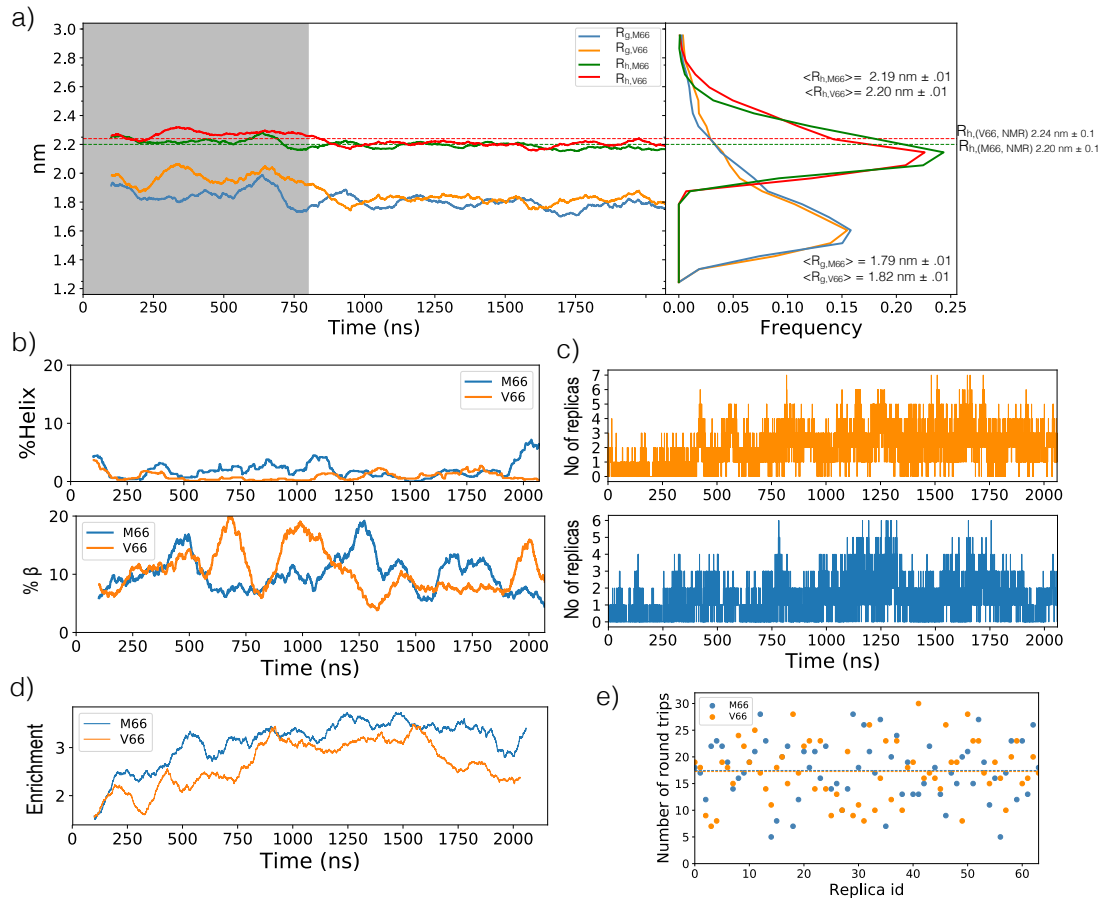 a)
3.0
2.8
2.6
2.4
2.2
2.0
1.8
1.6
1.4
1.2
nm
0 250 500 750 1000 1250 1500 1750
Time (ns)
Rg,M66
Rg,V66
Rh,M66
Rh,V66
<Rh,M66>= 2.19 nm ± .01
<Rh,V66>= 2.20 nm ± .01
Rh,(V66, NMR) 2.24 nm ± 0.1
Rh,(M66, NMR) 2.20 nm ± 0.1
<Rg,M66> = 1.79 nm ± .01
<Rg,V66> = 1.82 nm ± .01
0.00 0.05 0.10 0.15 0.20 0.25
Frequency
b)
%Helix
20
10
0
M66
V66
250 500 750 1000 1250 1500 1750 2000
%β
20
10
0
M66
V66
250 500 750 1000 1250 1500 1750 2000
Time (ns)
c)
No of replicas
7
6
5
4
3
2
1
0
0 250 500 750 1000 1250 1500 1750 2000
No of replicas
6
5
4
3
2
1
0
0 250 500 750 1000 1250 1500 1750 2000
Time (ns)
d)
Enrichment
3
2
M66
V66
0 250 500 750 1000 1250 1500 1750 2000
Time (ns)
e)
Number of round trips
30
25
20
15
10
5
0
M66
V66
0 10 20 30 40 50 60
Replica id